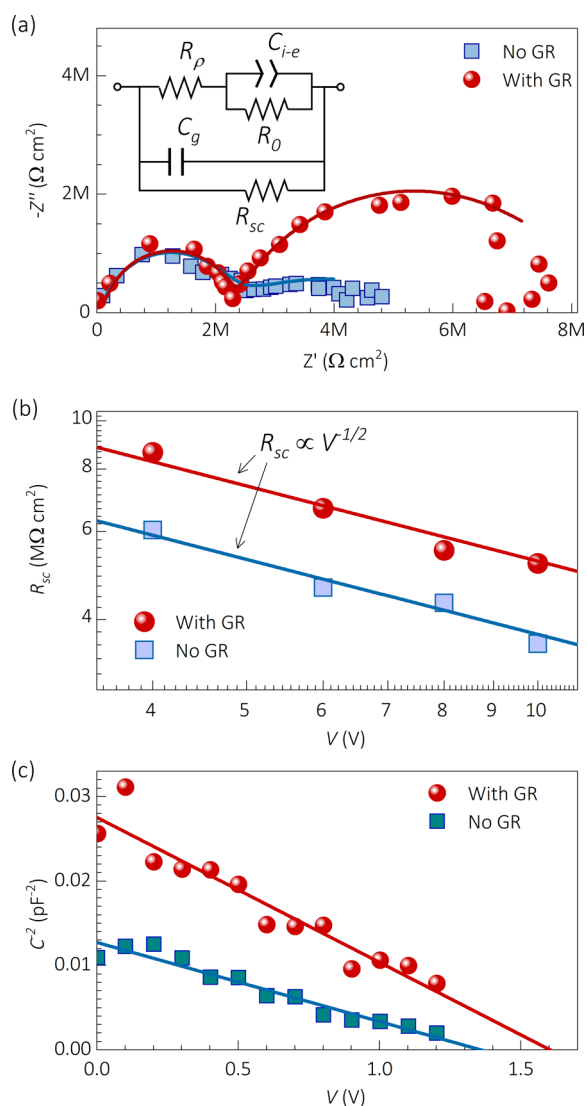 (a)
No GR
With GR
R_ρ
C_i-e
R_0
C_g
R_sc
4M
2M
0
-Z'' (Ω cm²)
0 2M 4M 6M 8M
Z' (Ω cm²)
(b)
10
8
6
4
R_sc (MΩ cm²)
R_sc ∝ V^-1/2
With GR
No GR
4 5 6 7 8 9 10
V (V)
(c)
0.03
0.02
0.01
0.00
C^-2 (pF^-2)
With GR
No GR
0.0 0.5 1.0 1.5
V (V)